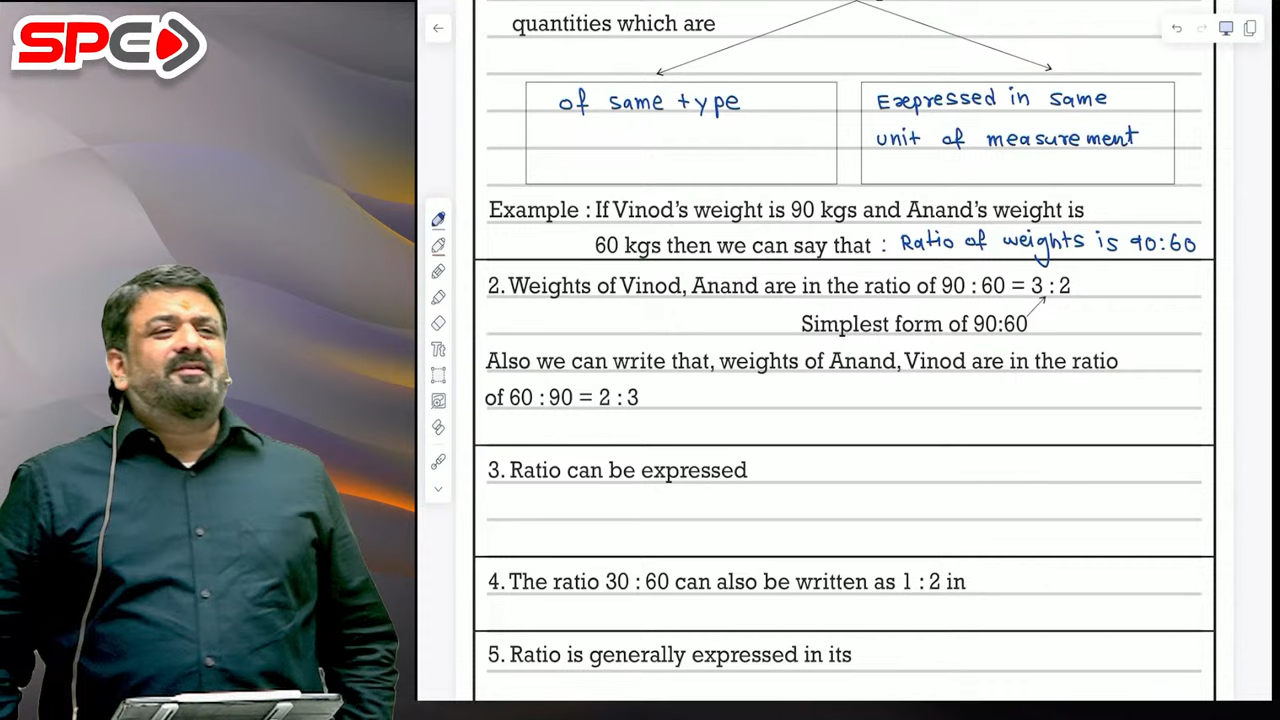 SPC
quantities which are
of same type
Expressed in same
unit of measurement
Example : If Vinod's weight is 90 kgs and Anand's weight is
60 kgs then we can say that : Ratio of weights is 90:60
2. Weights of Vinod, Anand are in the ratio of 90 : 60 = 3 : 2
Simplest form of 90:60
Also we can write that, weights of Anand, Vinod are in the ratio
of 60 : 90 = 2 : 3
3. Ratio can be expressed
4. The ratio 30 : 60 can also be written as 1 : 2 in
5. Ratio is generally expressed in its
Tt